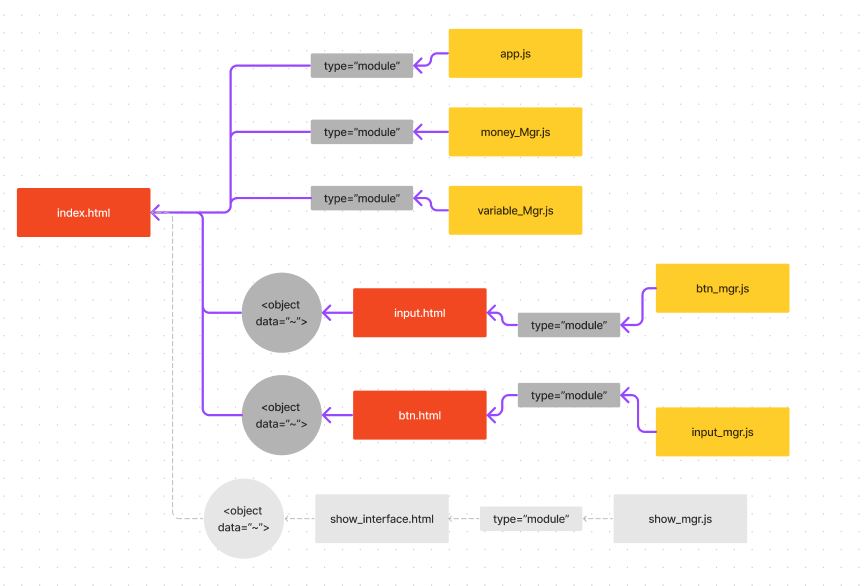 app.js
type="module"
money_Mgr.js
type="module"
variable_Mgr.js
type="module"
index.html
btn_mgr.js
<object
data="~">
input.html
type="module"
<object
data="~">
btn.html
type="module"
input_mgr.js
<object
data="~">
show_interface.html
type="module"
show_mgr.js